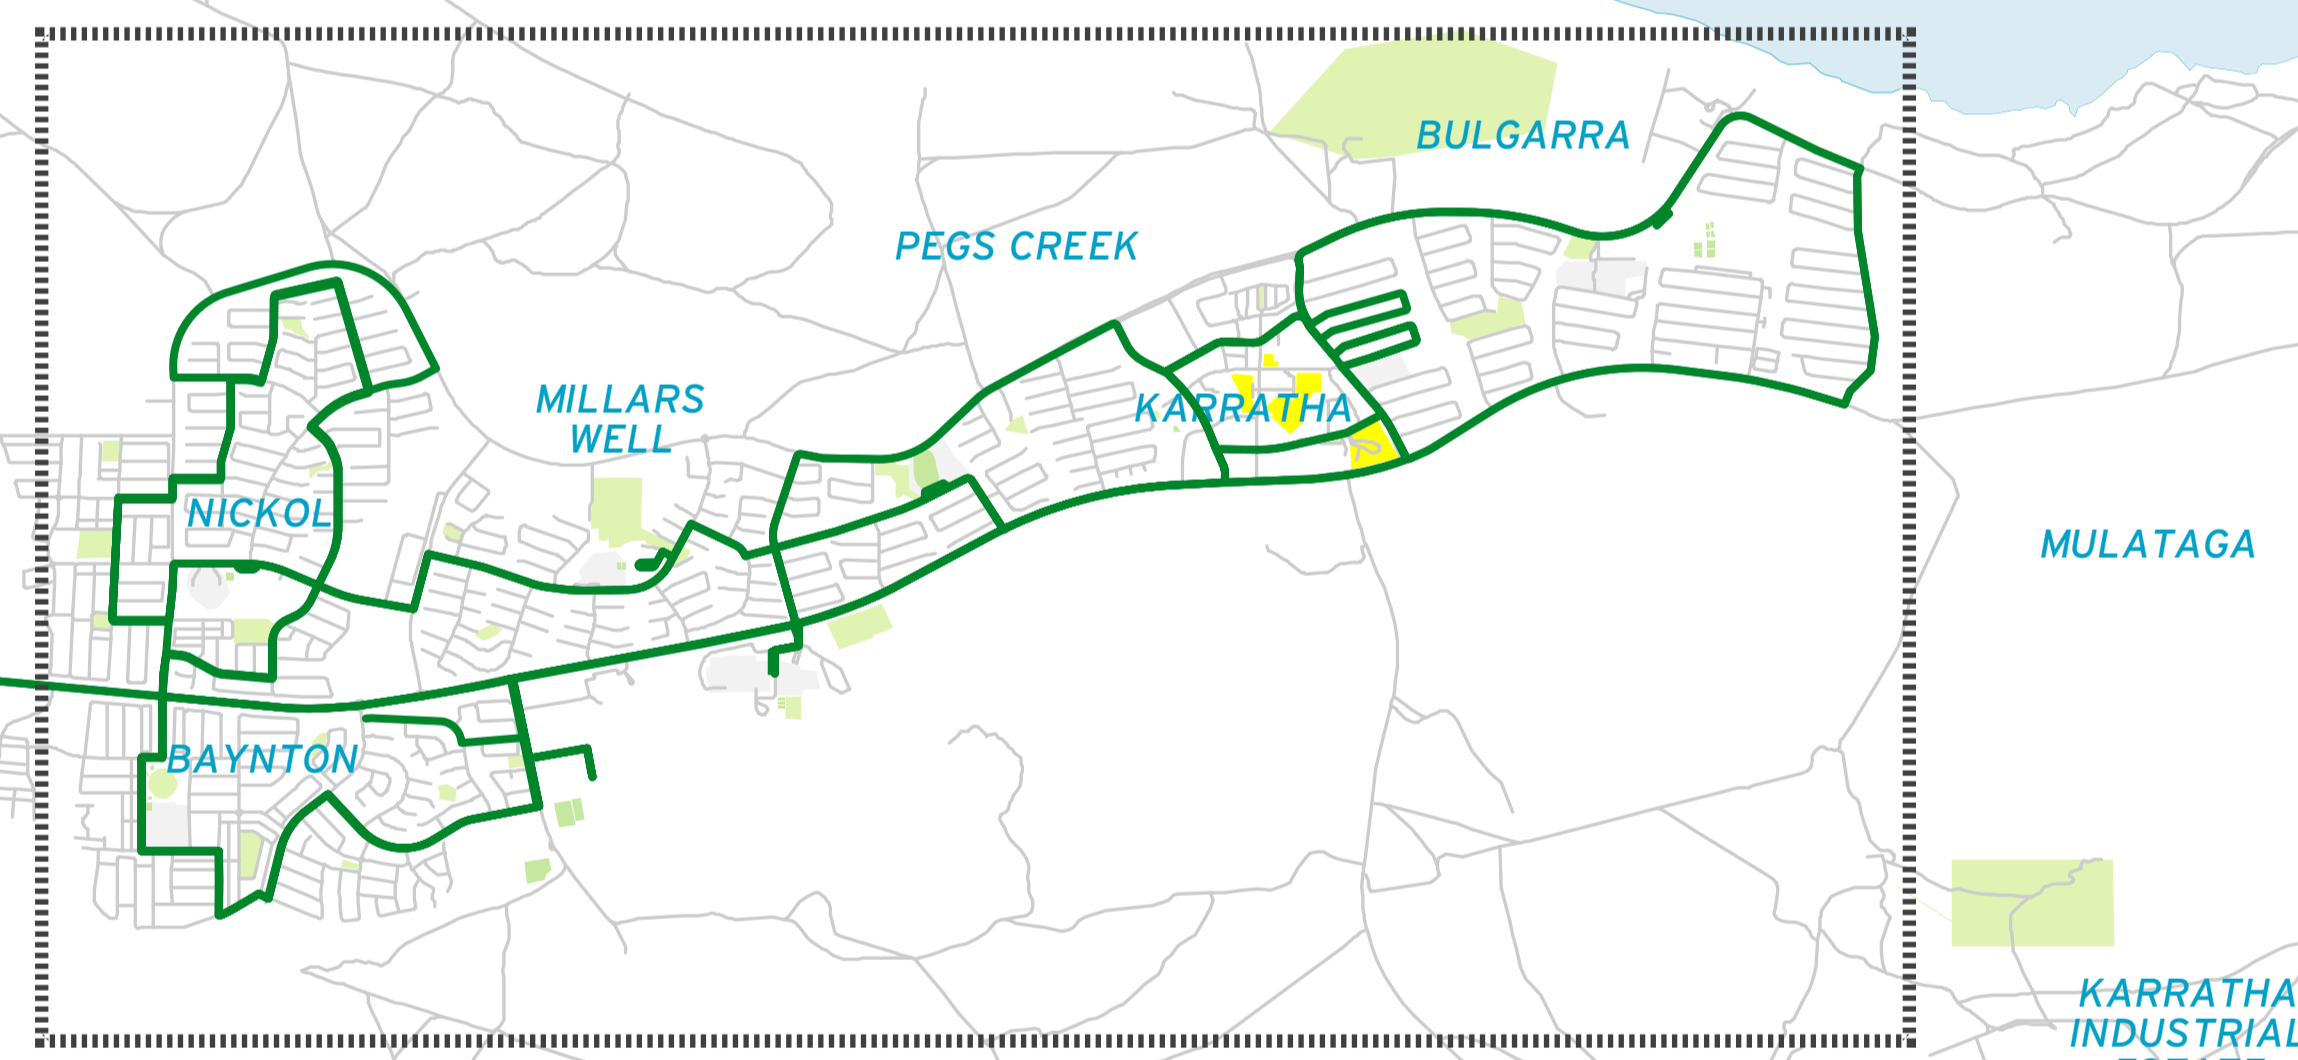 BULGARRA
PEGS CREEK
MILLARS
WELL
KARRATHA
NICKOL
MULATAGA
BAYNTON
KARRATHA
INDUSTRIAL